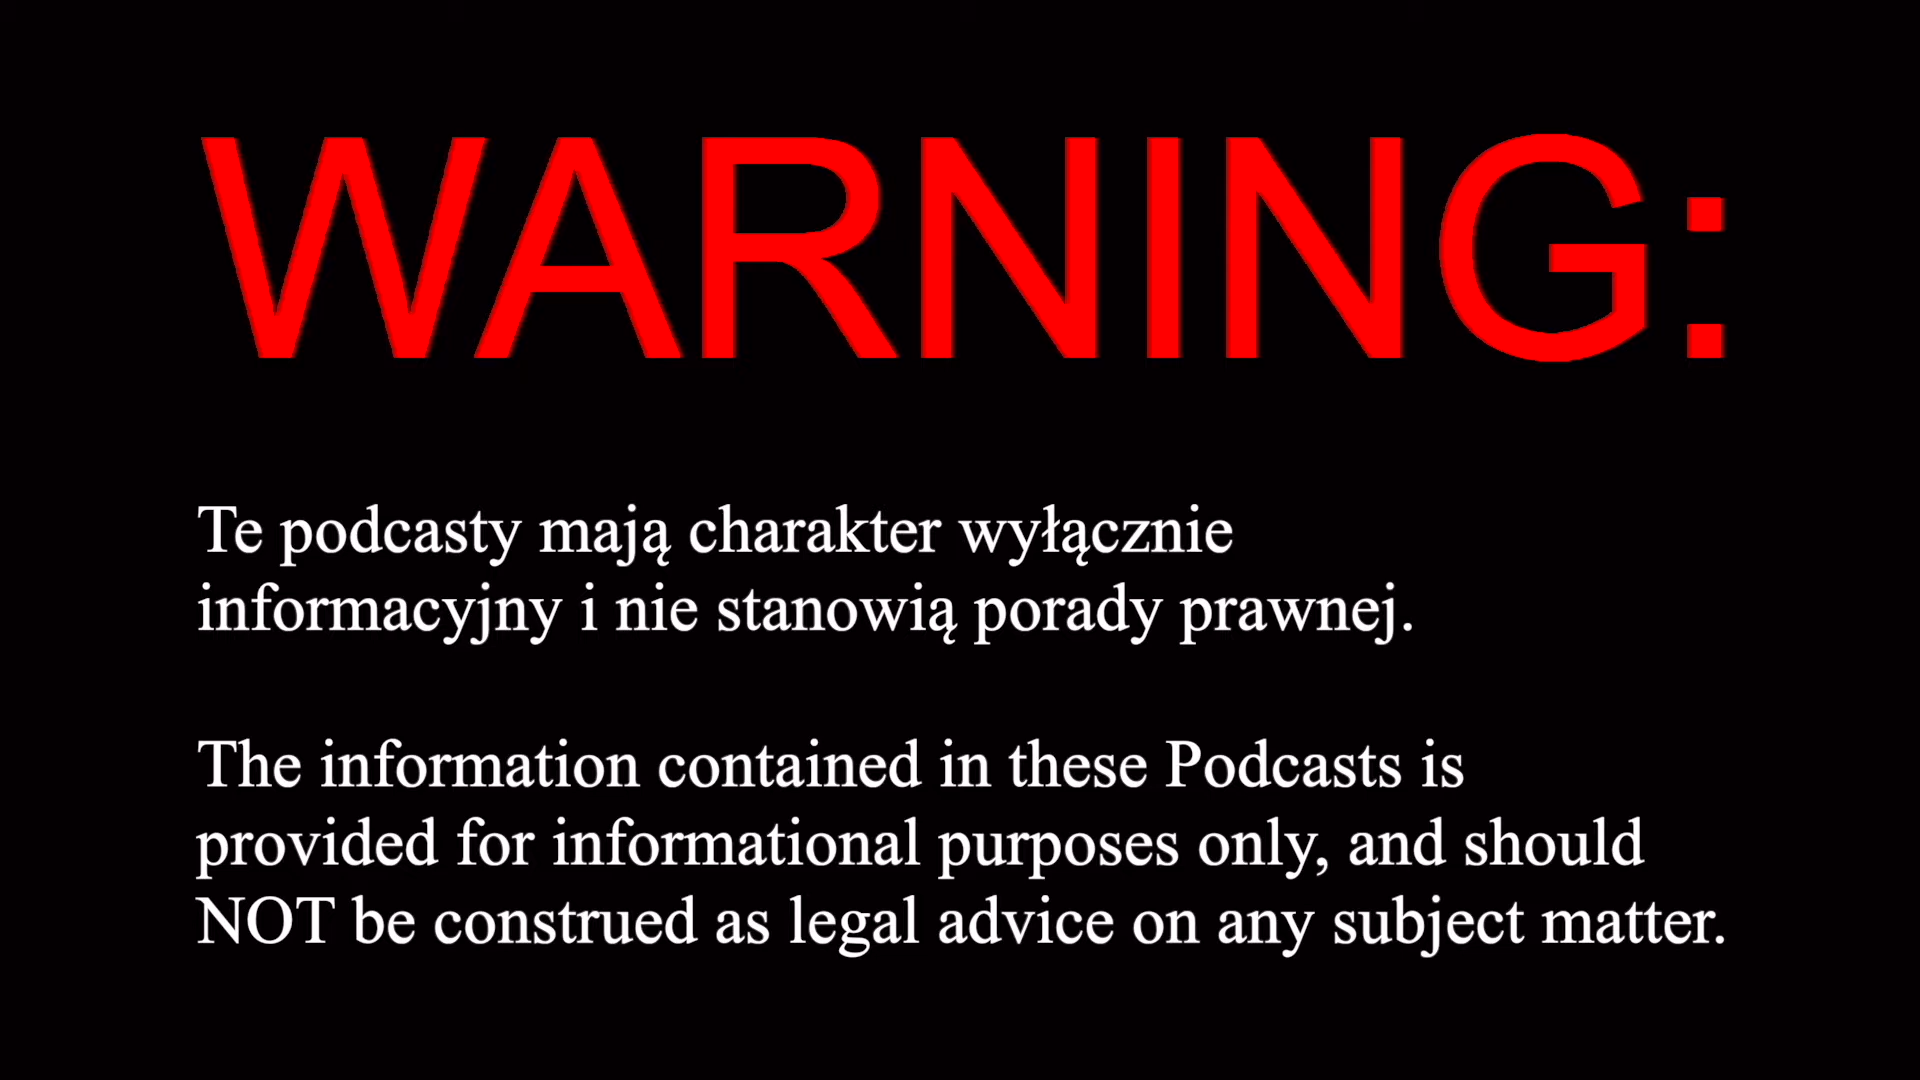 WARNING:
Te podcasty mają charakter wyłącznie
informacyjny i nie stanowią porady prawnej.
The information contained in these Podcasts is
provided for informational purposes only, and should
NOT be construed as legal advice on any subject matter.